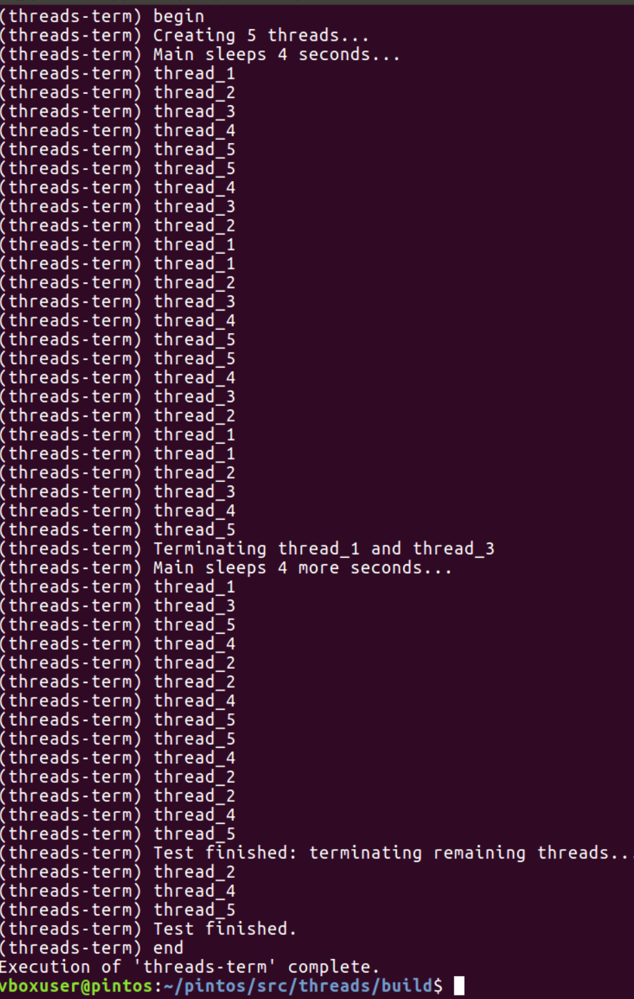 (threads-term) begin
(threads-term) Creating 5 threads...
(threads-term) Main sleeps 4 seconds...
(threads-term) thread_1
(threads-term) thread_2
(threads-term) thread_3
(threads-term) thread_4
(threads-term) thread_5
(threads-term) thread_5
(threads-term) thread_4
(threads-term) thread_3
(threads-term) thread_2
(threads-term) thread_1
(threads-term) thread_1
(threads-term) thread_2
(threads-term) thread_3
(threads-term) thread_4
(threads-term) thread_5
(threads-term) thread_5
(threads-term) thread_4
(threads-term) thread_3
(threads-term) thread_2
(threads-term) thread_1
(threads-term) thread_1
(threads-term) thread_2
(threads-term) thread_3
(threads-term) thread_4
(threads-term) thread_5
(threads-term) Terminating thread_1 and thread_3
(threads-term) Main sleeps 4 more seconds...
(threads-term) thread_1
(threads-term) thread_3
(threads-term) thread_5
(threads-term) thread_4
(threads-term) thread_2
(threads-term) thread_2
(threads-term) thread_4
(threads-term) thread_5
(threads-term) thread_5
(threads-term) thread_4
(threads-term) thread_2
(threads-term) thread_2
(threads-term) thread_4
(threads-term) thread_5
(threads-term) Test finished: terminating remaining threads...
(threads-term) thread_2
(threads-term) thread_4
(threads-term) thread_5
(threads-term) Test finished.
(threads-term) end
Execution of 'threads-term' complete.
vboxuser@pintos:~/pintos/src/threads/build$